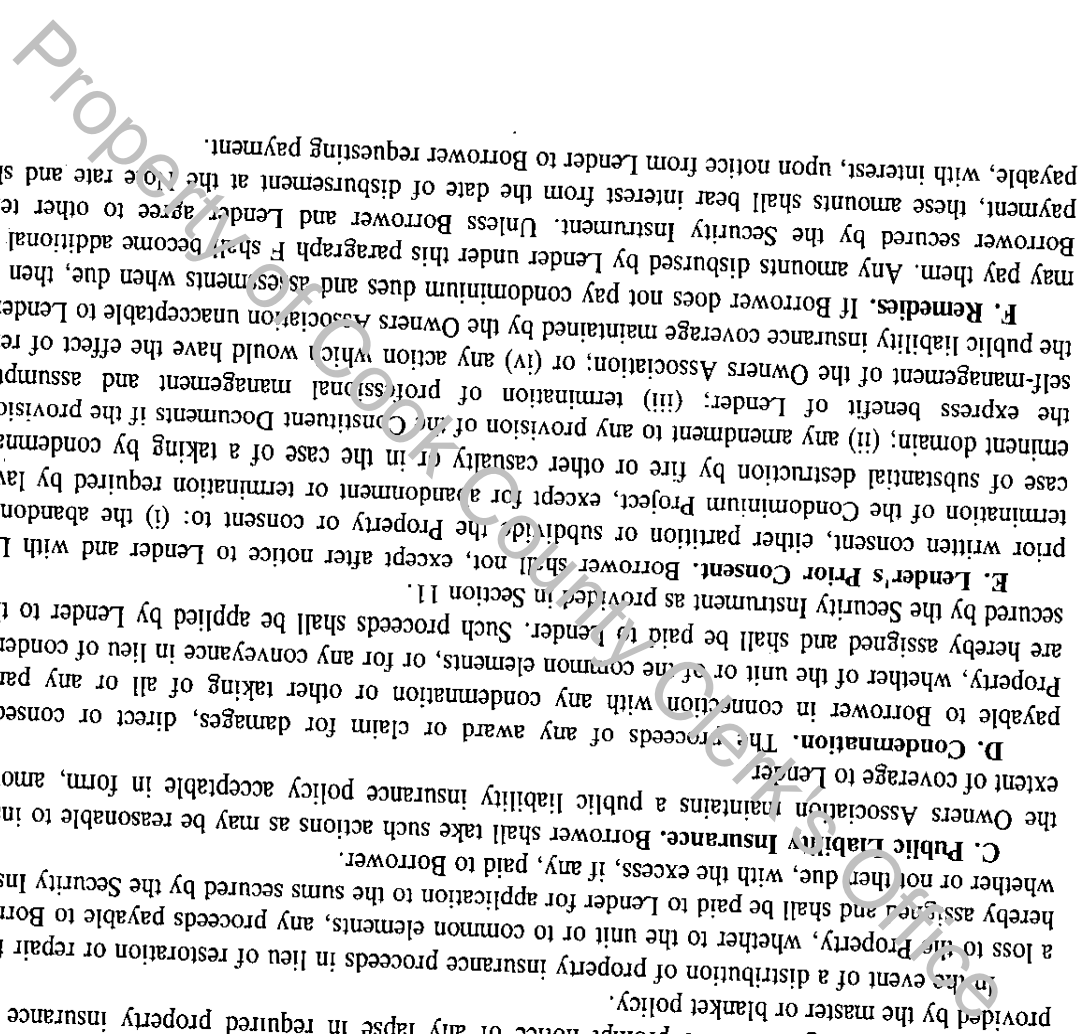 prompt notice of any lapse in required property insurance
provided by the master or blanket policy.
In the event of a distribution of property insurance proceeds in lieu of restoration or repair
a loss to the Property, whether to the unit or to common elements, any proceeds payable to
hereby assigned and shall be paid to Lender for application to the sums secured by the Security
whether or not then due, with the excess, if any, paid to Borrower.
C. Public Liability Insurance. Borrower shall take such actions as may be reasonable to
the Owners Association maintains a public liability insurance policy acceptable in form,
extent of coverage to Lender
D. Condemnation. The proceeds of any award or claim for damages, direct or
payable to Borrower in connection with any condemnation or other taking of all or any
Property, whether of the unit or of the common elements, or for any conveyance in lieu of
are hereby assigned and shall be paid to Lender. Such proceeds shall be applied by Lender to
secured by the Security Instrument as provided in Section 11.
E. Lender's Prior Consent. Borrower shall not, except after notice to Lender and with
prior written consent, either partition or subdivide the Property or consent to: (i) the
termination of the Condominium Project, except for abandonment or termination required by
case of substantial destruction by fire or other casualty or in the case of a taking by
eminent domain; (ii) any amendment to any provision of the Constituent Documents if the
the express benefit of Lender; (iii) termination of professional management and
self-management of the Owners Association; or (iv) any action which would have the effect of
the public liability insurance coverage maintained by the Owners Association unacceptable to
F. Remedies. If Borrower does not pay condominium dues and assessments when due, then
may pay them. Any amounts disbursed by Lender under this paragraph F shall become additional
Borrower secured by the Security Instrument. Unless Borrower and Lender agree to other
payment, these amounts shall bear interest from the date of disbursement at the Note rate and
payable, with interest, upon notice from Lender to Borrower requesting payment.
Property of Cook County Clerk's Office